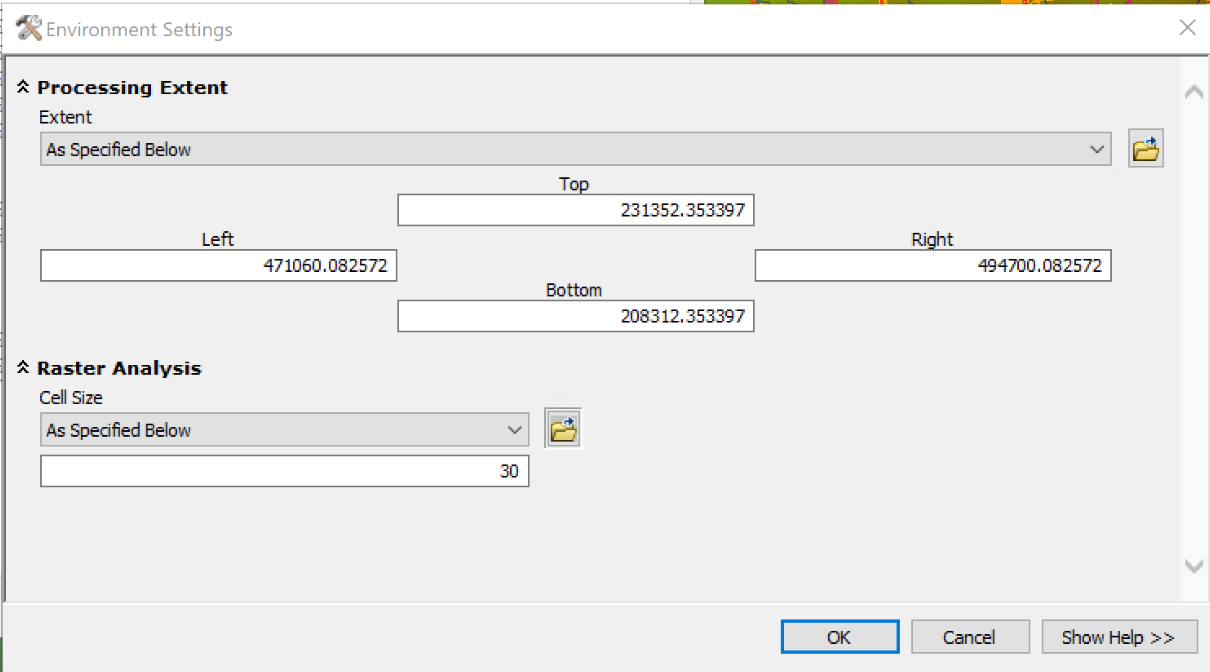 Environment Settings
Processing Extent
Extent
As Specified Below
Top
231352.353397
Left
Right
471060.082572
494700.082572
Bottom
208312.353397
Raster Analysis
Cell Size
As Specified Below
30
OK
Cancel
Show Help >>